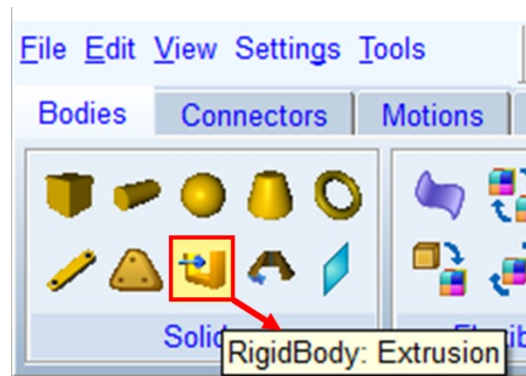 File Edit View Settings Tools
Bodies Connectors Motions
RigidBody: Extrusion